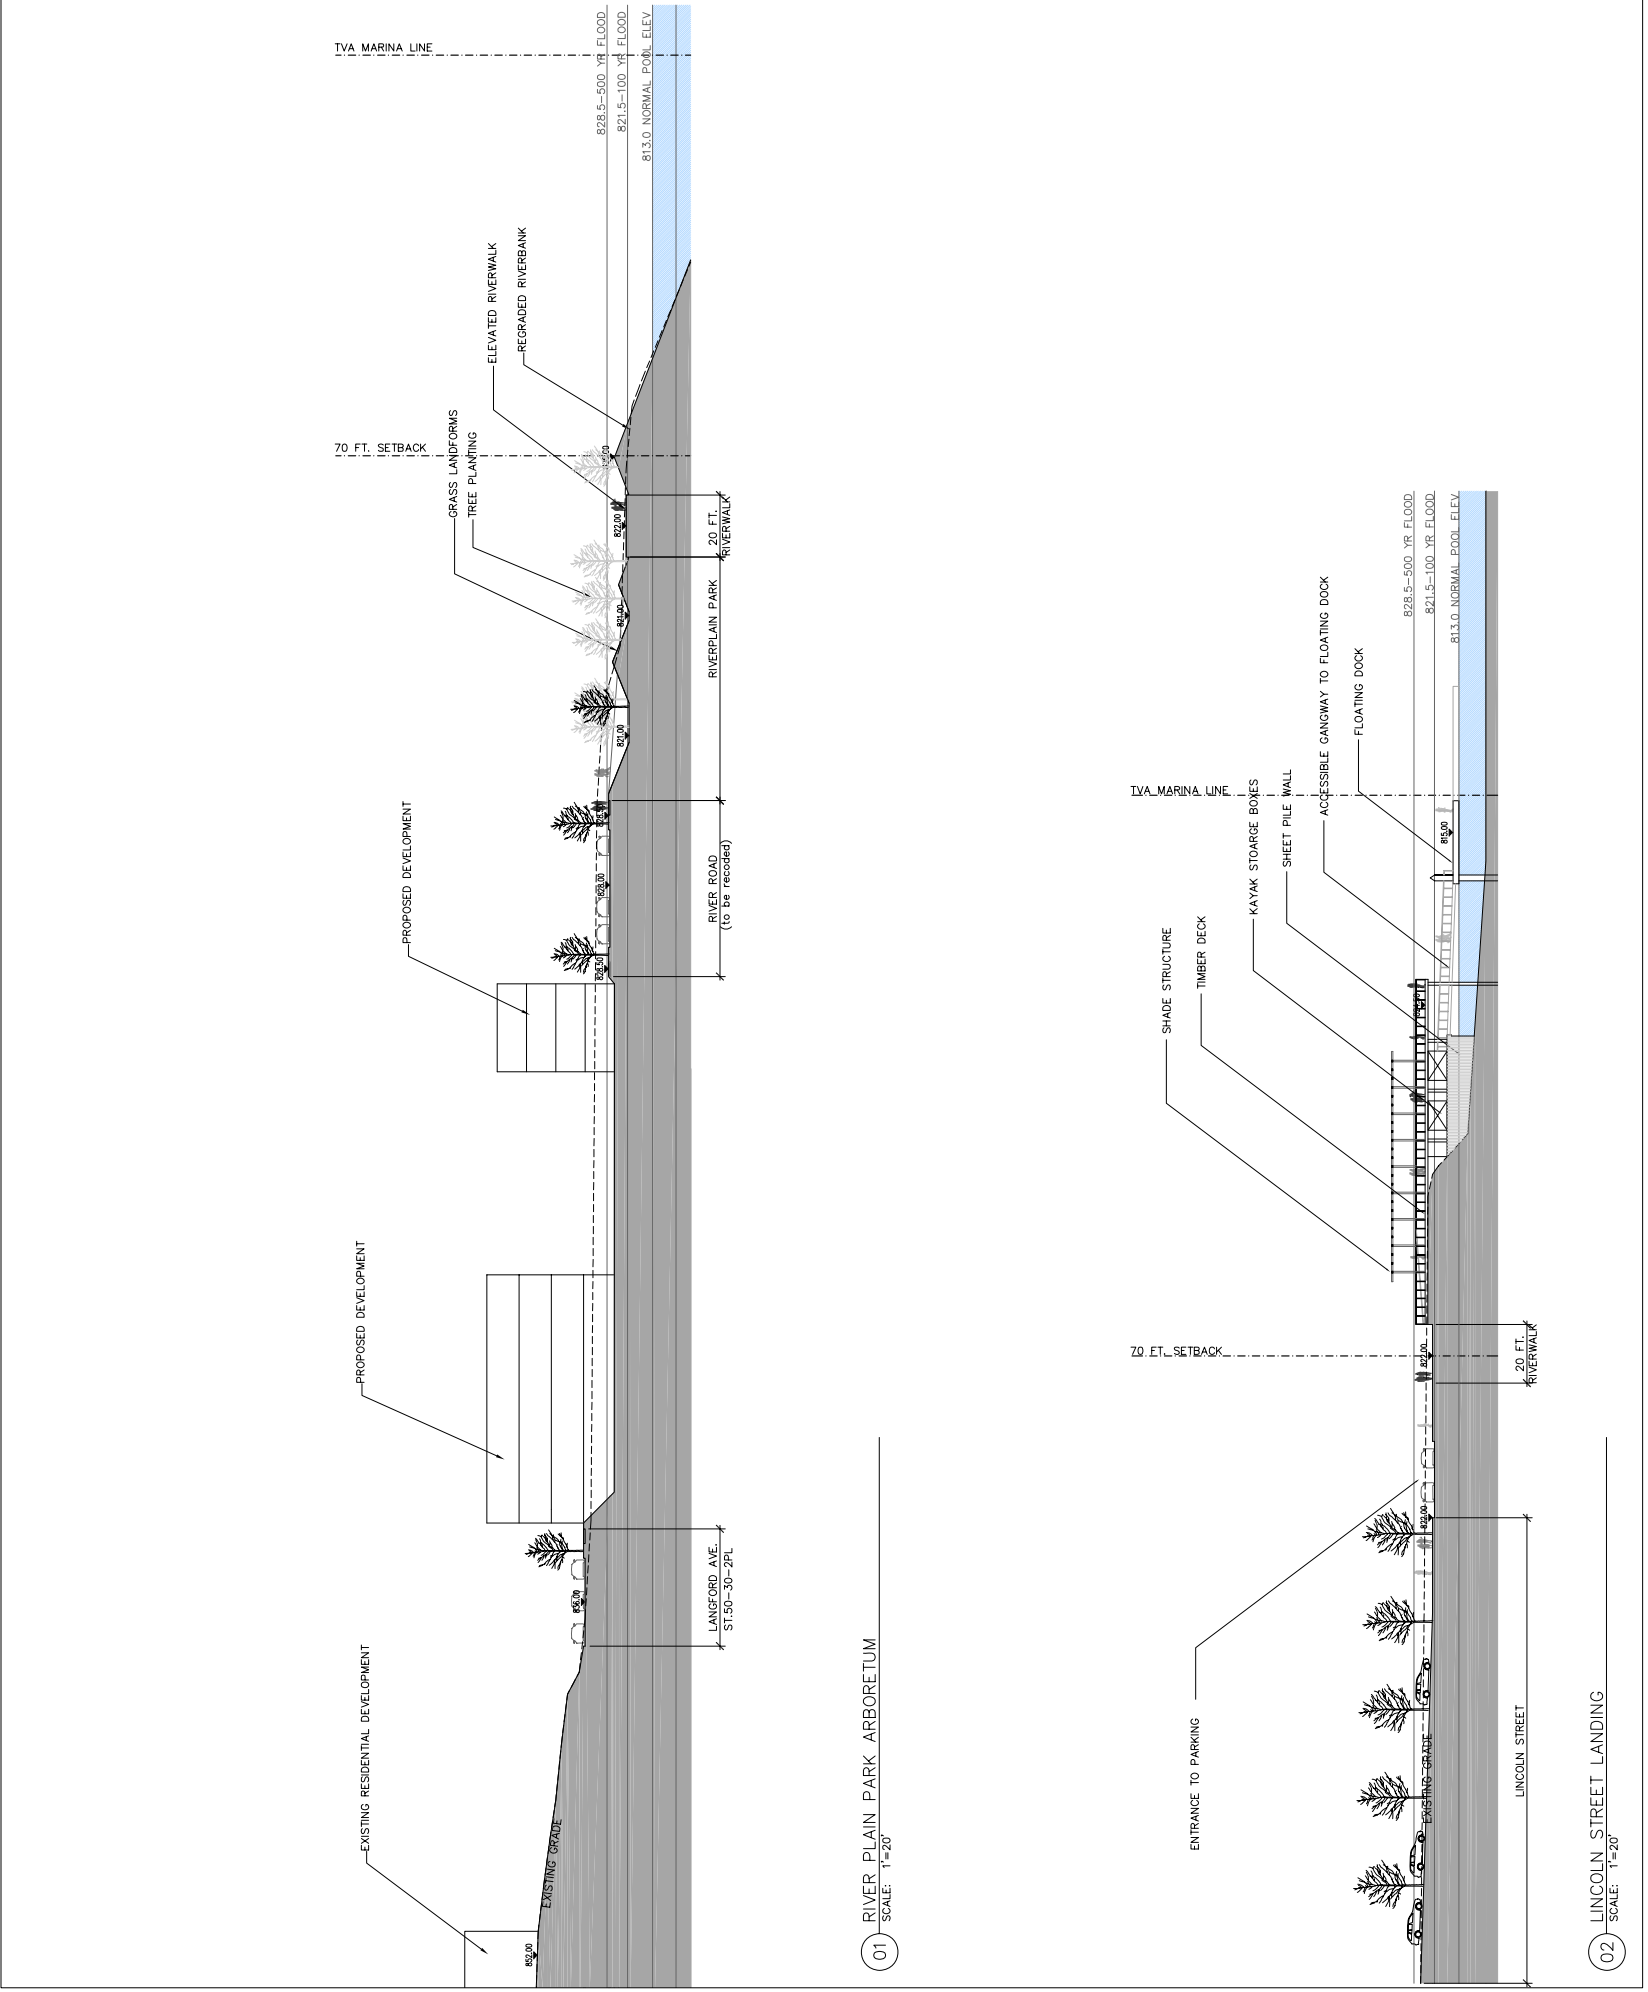 EXISTING RESIDENTIAL DEVELOPMENT
PROPOSED DEVELOPMENT
PROPOSED DEVELOPMENT
GRASS LANDFORMS
TREE PLANTING
70 FT. SETBACK
ELEVATED RIVERWALK
REGRADED RIVERBANK
TVA MARINA LINE
828.5-500 YR FLOOD
821.5-100 YR FLOOD
813.0 NORMAL POOL ELEV
852.00
EXISTING GRADE
836.00
828.50
828.00
821.00
821.00
822.00
LANGFORD AVE.
ST.50-30-2PL
RIVER ROAD
(to be recoded)
RIVERPLAIN PARK
20 FT.
RIVERWALK
01
RIVER PLAIN PARK ARBORETUM
SCALE: 1'=20'
ENTRANCE TO PARKING
70 FT. SETBACK
SHADE STRUCTURE
TIMBER DECK
KAYAK STOARGE BOXES
SHEET PILE WALL
ACCESSIBLE GANGWAY TO FLOATING DOCK
FLOATING DOCK
TVA MARINA LINE
828.5-500 YR FLOOD
821.5-100 YR FLOOD
813.0 NORMAL POOL ELEV
EXISTING GRADE
822.00
822.00
815.00
LINCOLN STREET
20 FT.
RIVERWALK
02
LINCOLN STREET LANDING
SCALE: 1'=20'